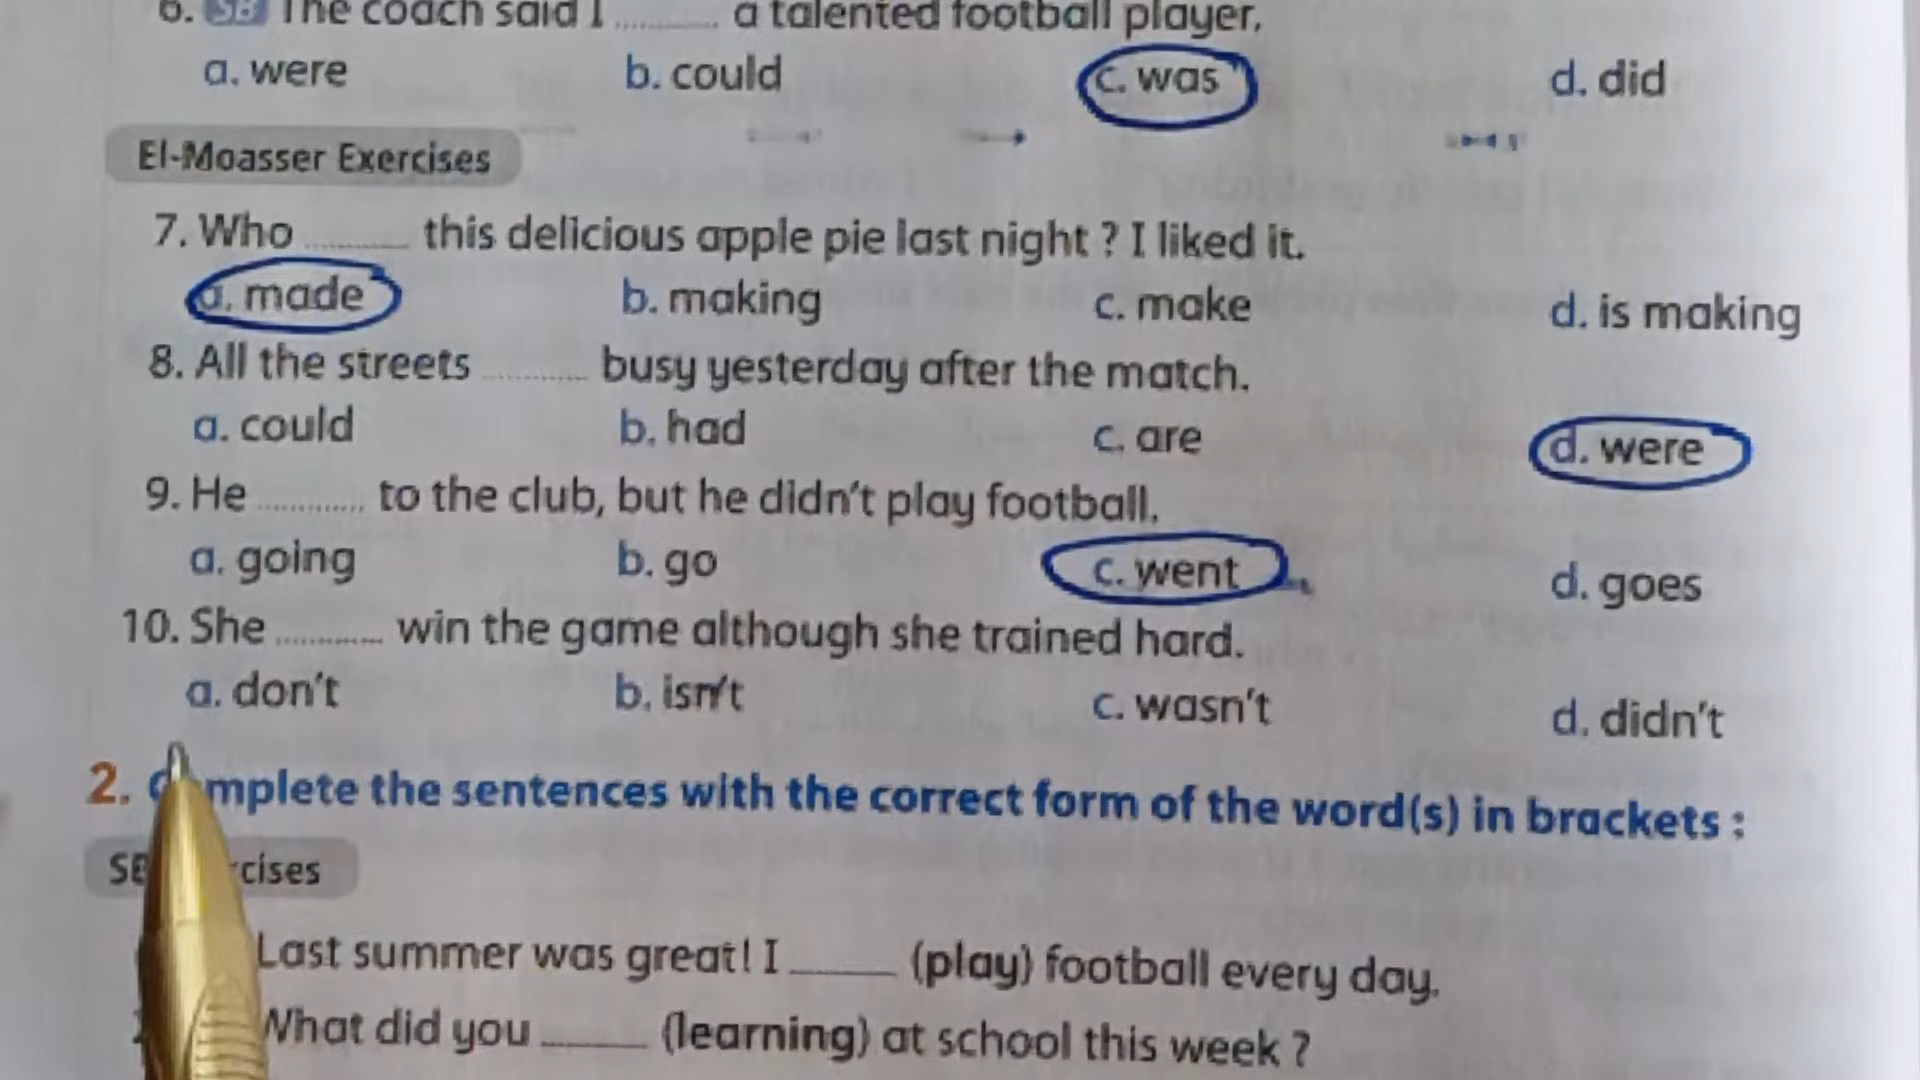 6. SB The coach said I ............ a talented football player.
a. were b. could c. was d. did
El-Moasser Exercises
7. Who ............ this delicious apple pie last night ? I liked it.
a. made b. making c. make d. is making
8. All the streets ............ busy yesterday after the match.
a. could b. had c. are d. were
9. He ............ to the club, but he didn't play football.
a. going b. go c. went d. goes
10. She ............ win the game although she trained hard.
a. don't b. isn't c. wasn't d. didn't
2. Complete the sentences with the correct form of the word(s) in brackets :
Last summer was great! I ______ (play) football every day.
What did you ______ (learning) at school this week ?